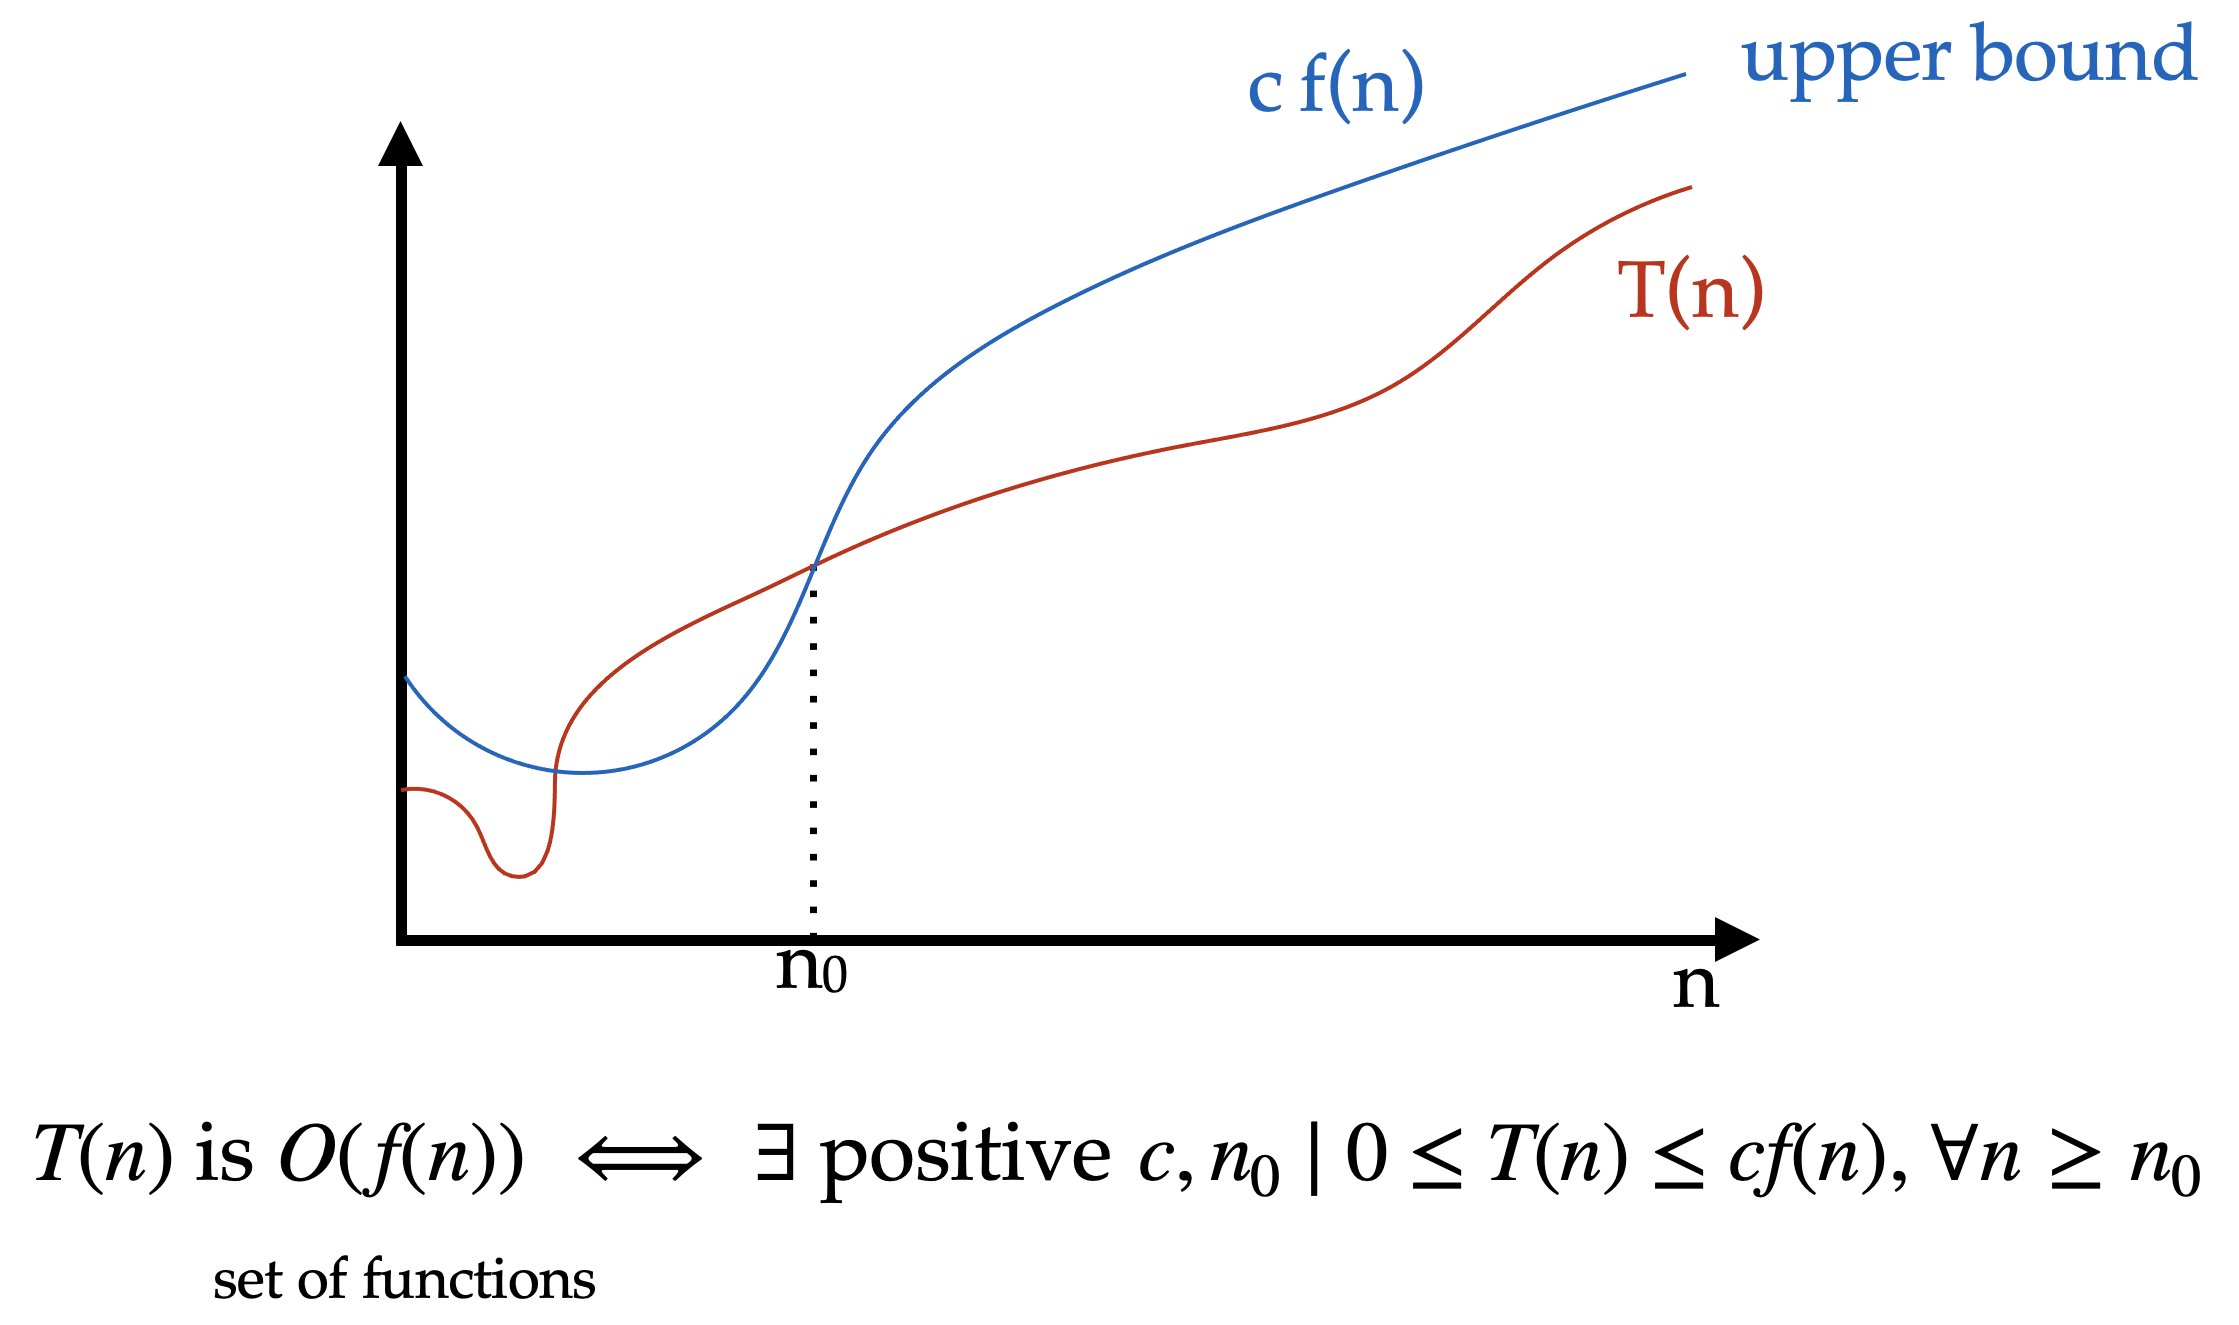 c f(n)
upper bound
T(n)
n₀
n
T(n) is O(f(n)) ⟺ ∃ positive c, n₀ | 0 ≤ T(n) ≤ cf(n), ∀n ≥ n₀
set of functions